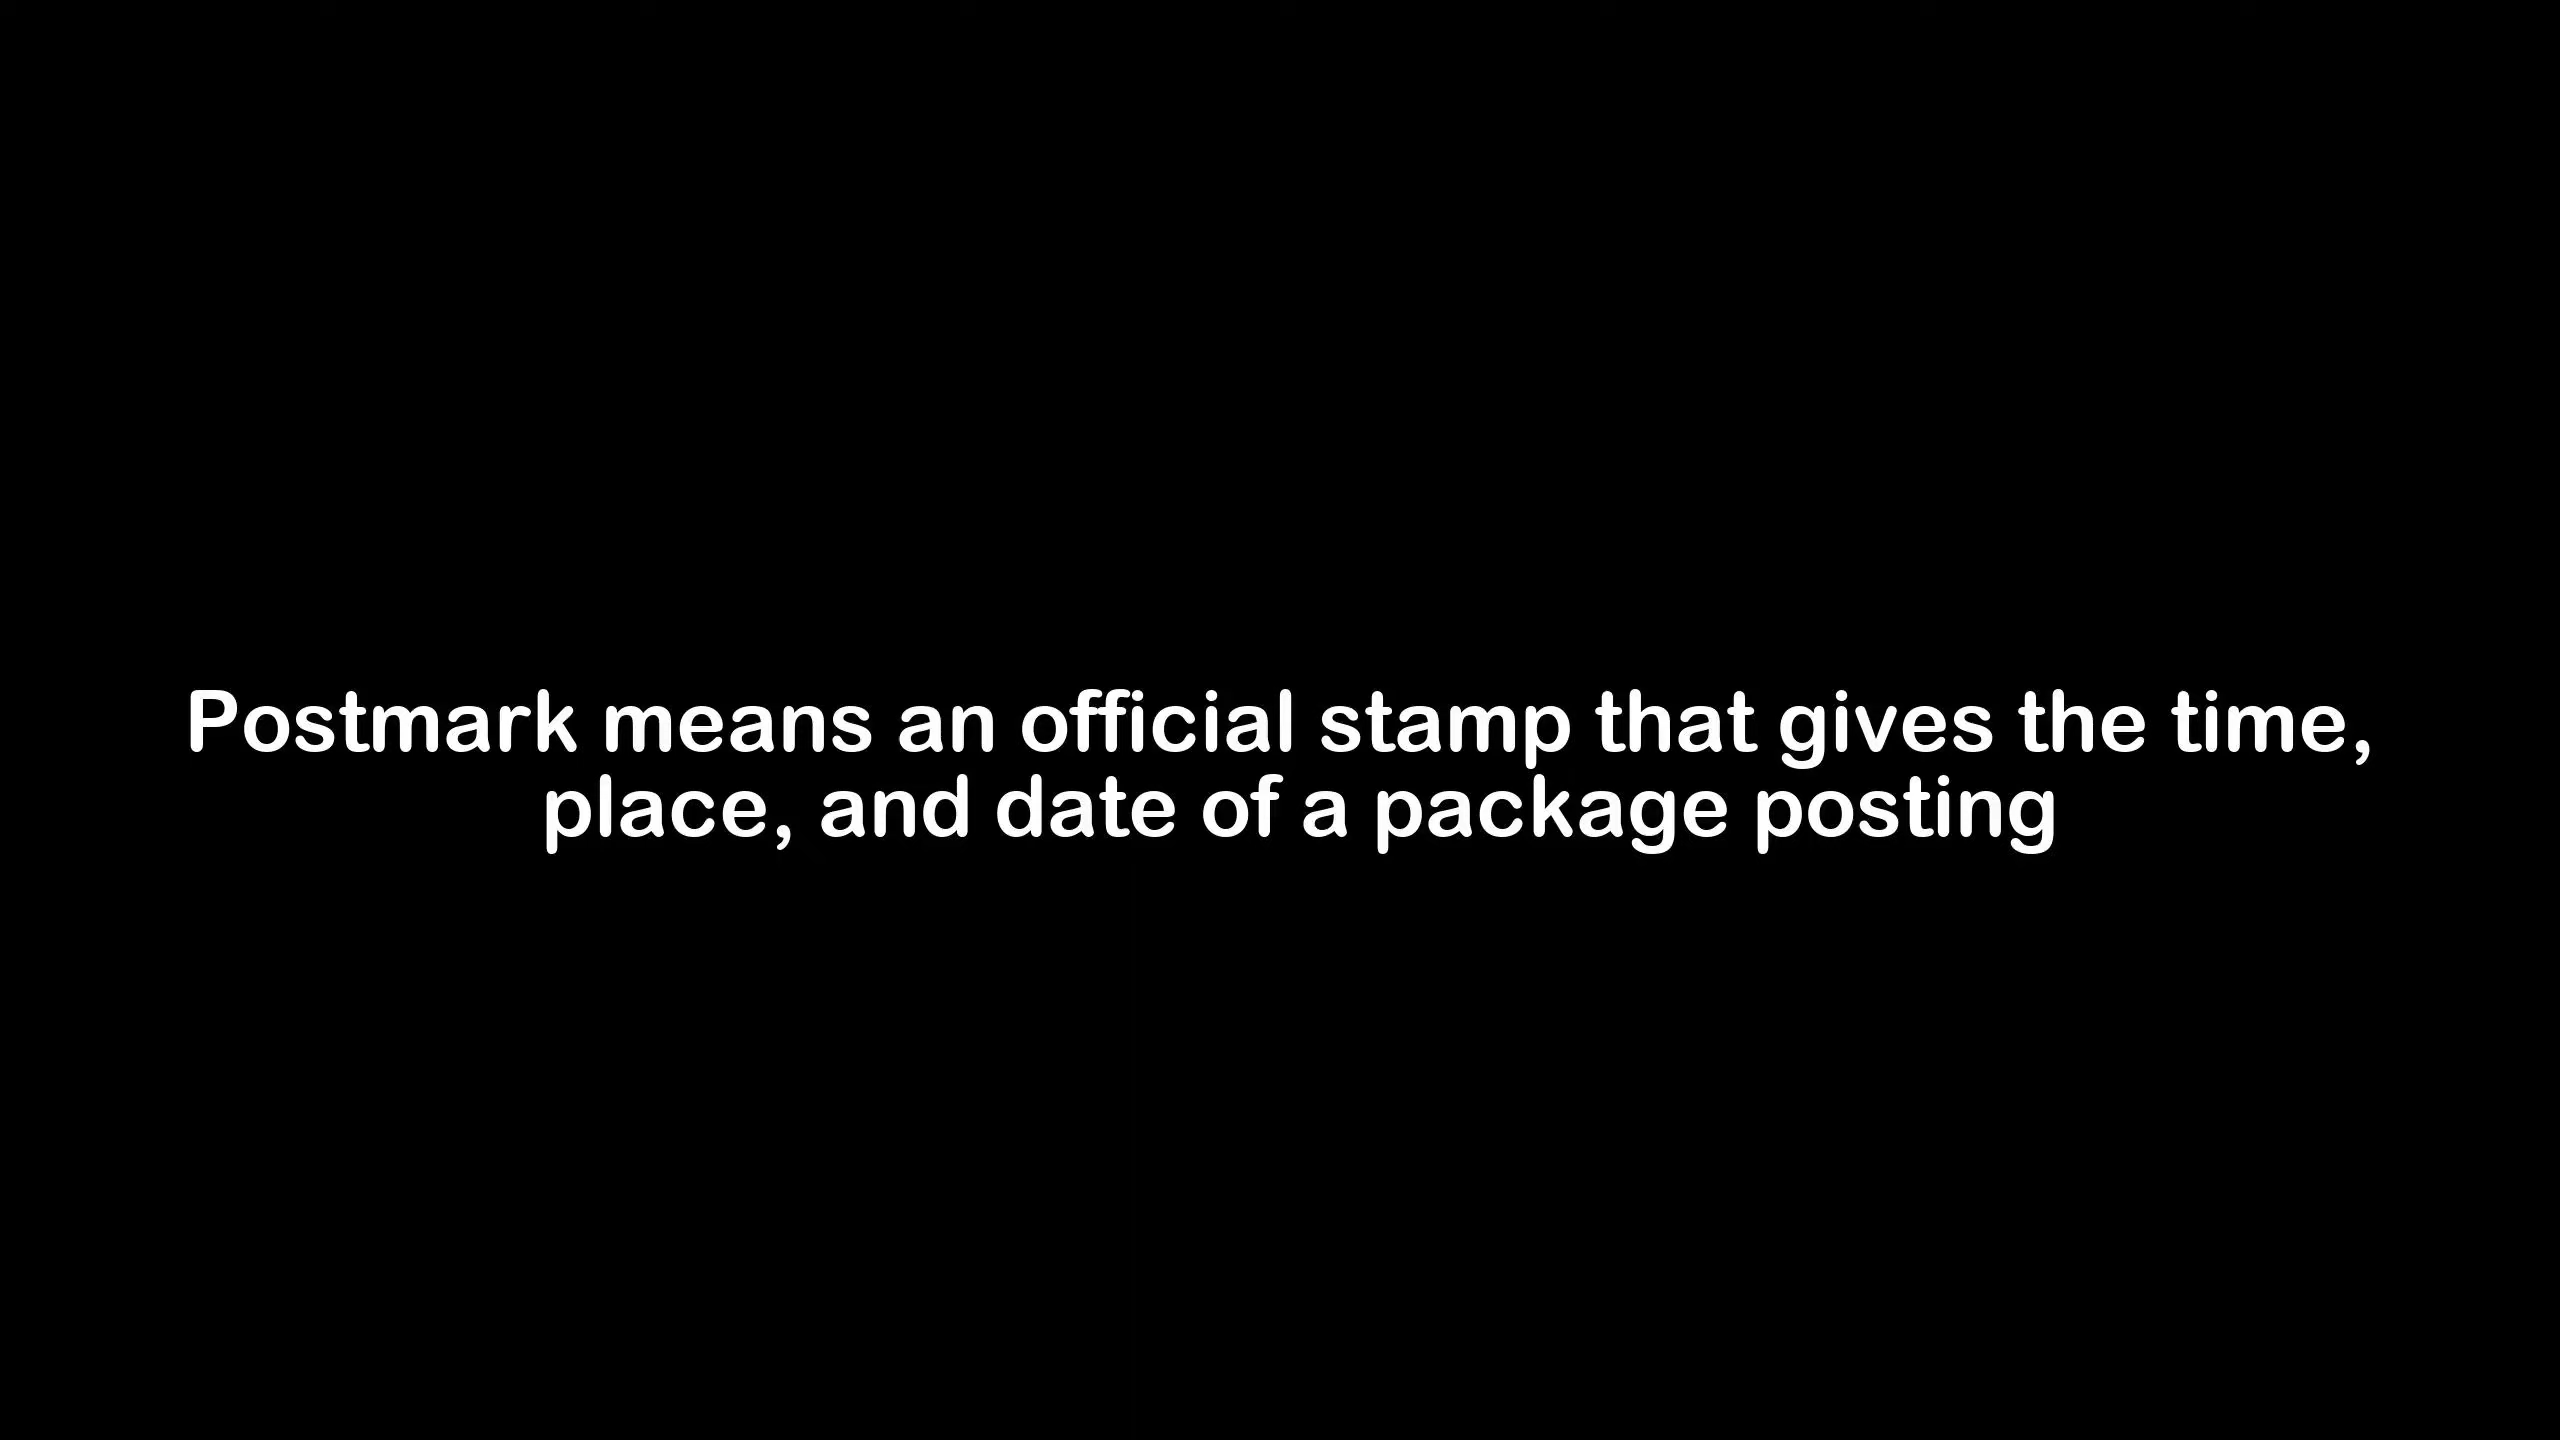 Postmark means an official stamp that gives the time,
place, and date of a package posting